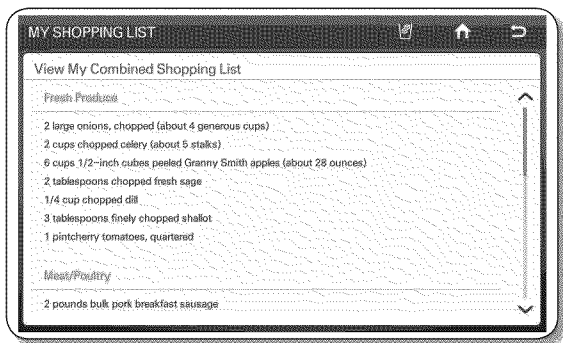 MY SHOPPING LIST
View My Combined Shopping List
Fresh Produce
2 large onions, chopped (about 4 generous cups)
2 cups chopped celery (about 5 stalks)
6 cups 1/2-inch cubes peeled Granny Smith apples (about 28 ounces)
2 tablespoons chopped fresh sage
1/4 cup chopped dill
3 tablespoons finely chopped shallot
1 pintcherry tomatoes, quartered
Meat/Poultry
2 pounds bulk pork breakfast sausage